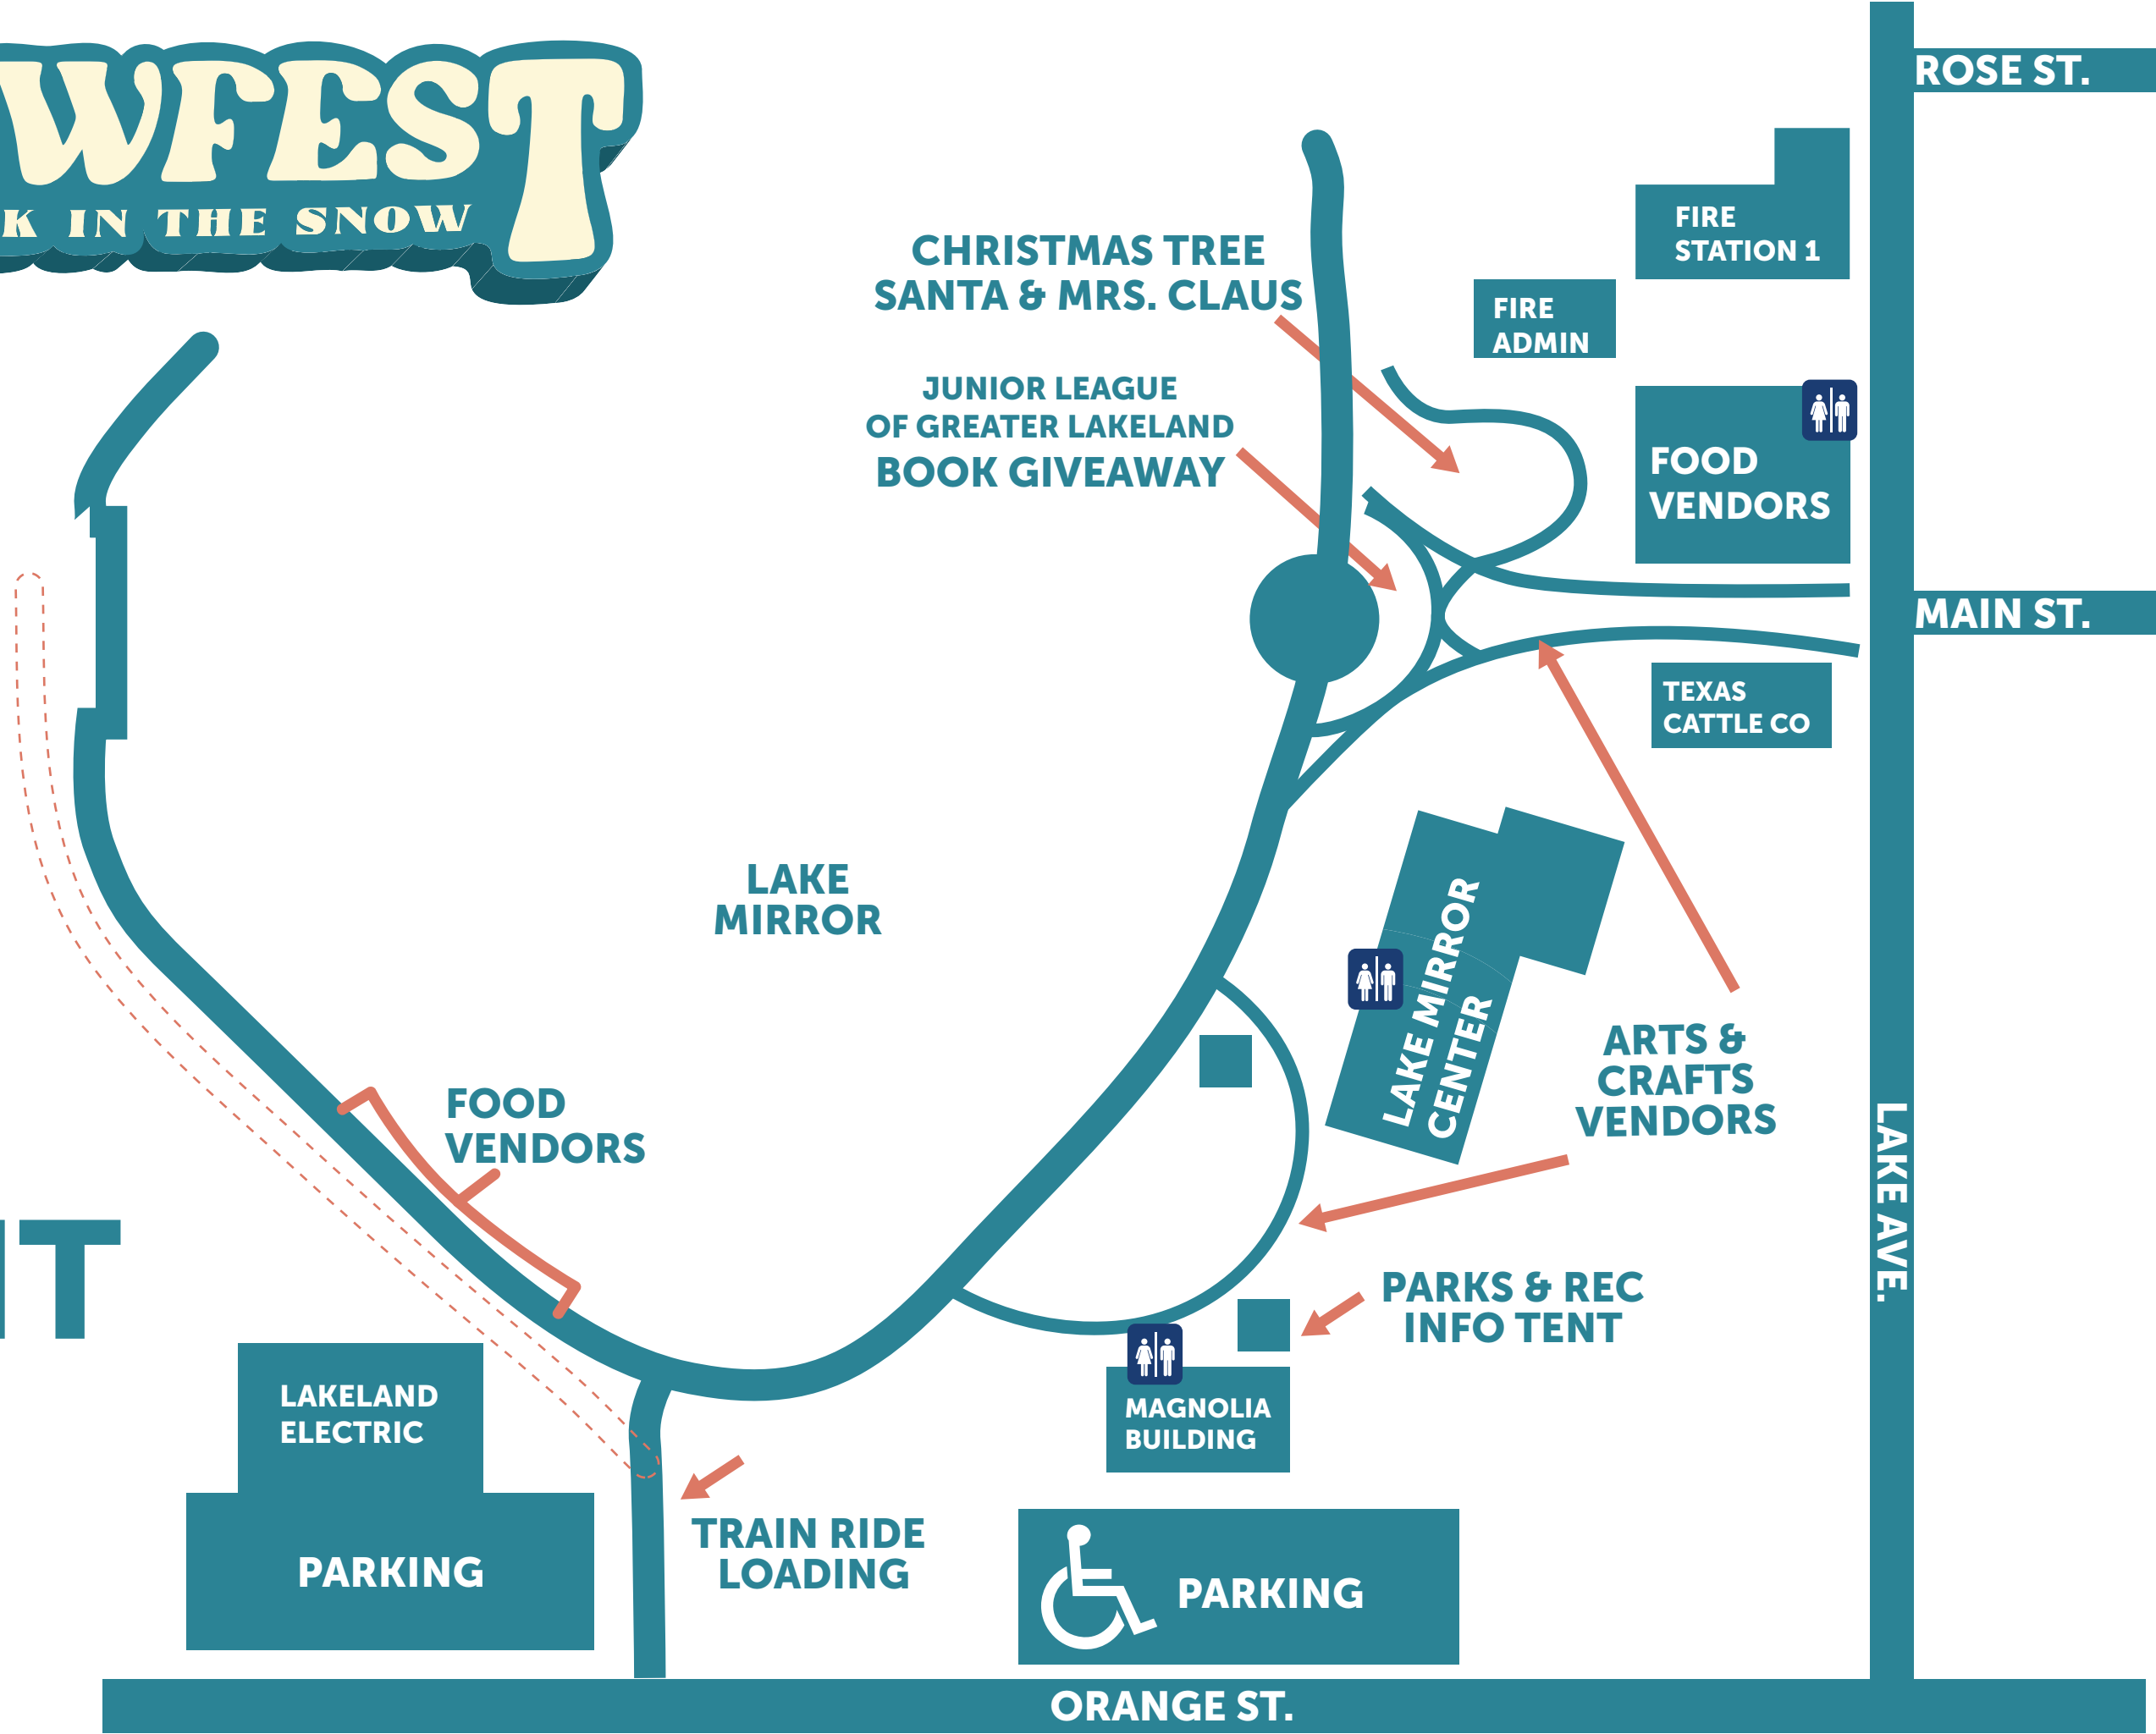 WFEST
K IN THE SNOW
ROSE ST.
FIRE
STATION 1
CHRISTMAS TREE
SANTA & MRS. CLAUS
FIRE
ADMIN
JUNIOR LEAGUE
OF GREATER LAKELAND
BOOK GIVEAWAY
FOOD
VENDORS
MAIN ST.
TEXAS
CATTLE CO
LAKE
MIRROR
LAKE MIRROR
CENTER
ARTS &
CRAFTS
VENDORS
LAKE AVE.
FOOD
VENDORS
T
PARKS & REC
INFO TENT
LAKELAND
ELECTRIC
MAGNOLIA
BUILDING
TRAIN RIDE
LOADING
PARKING
PARKING
ORANGE ST.